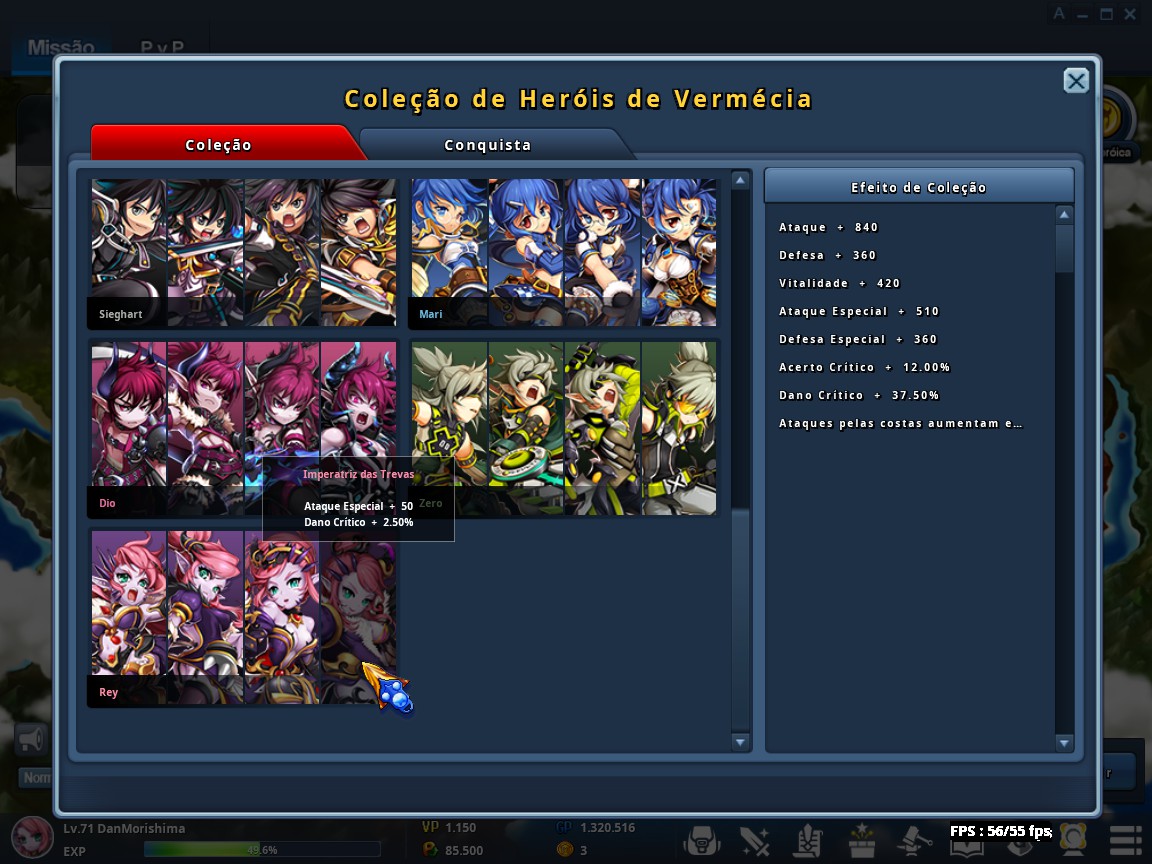 A
Missão PvP
Coleção de Heróis de Vermécia
Coleção Conquista
Efeito de Coleção
Ataque + 840
Defesa + 360
Vitalidade + 420
Ataque Especial + 510
Defesa Especial + 360
Acerto Crítico + 12.00%
Dano Crítico + 37.50%
Ataques pelas costas aumentam e...
Sieghart
Mari
Dio
Zero
Imperatriz das Trevas
Ataque Especial + 50
Dano Crítico + 2.50%
Rey
Lv.71 DanMorishima
EXP 49.6%
VP 1.150
GP 1.320.516
85.500
3
FPS : 56/55 fps;